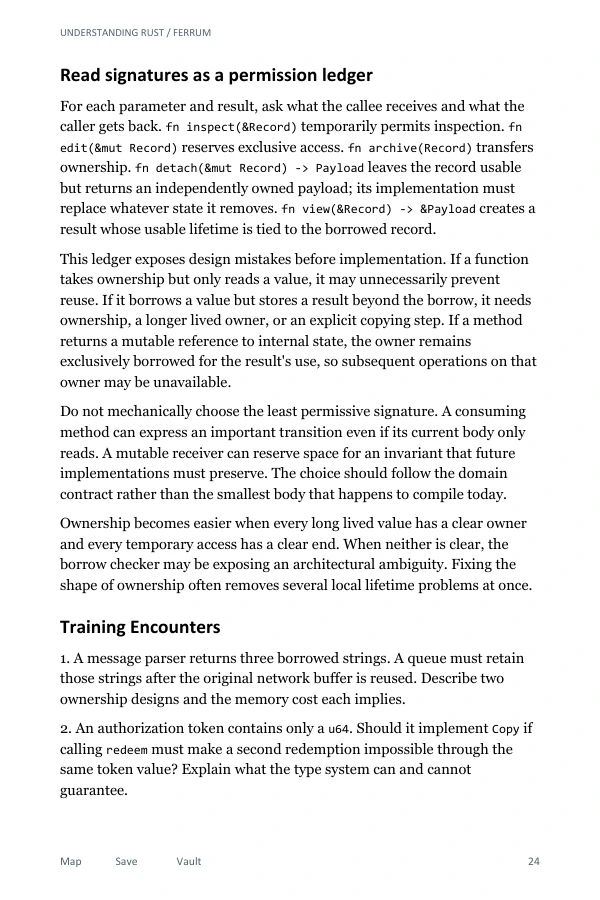 UNDERSTANDING RUST / FERRUM
Read signatures as a permission ledger
For each parameter and result, ask what the callee receives and what the
caller gets back. fn inspect(&Record) temporarily permits inspection. fn
edit(&mut Record) reserves exclusive access. fn archive(Record) transfers
ownership. fn detach(&mut Record) -> Payload leaves the record usable
but returns an independently owned payload; its implementation must
replace whatever state it removes. fn view(&Record) -> &Payload creates a
result whose usable lifetime is tied to the borrowed record.
This ledger exposes design mistakes before implementation. If a function
takes ownership but only reads a value, it may unnecessarily prevent
reuse. If it borrows a value but stores a result beyond the borrow, it needs
ownership, a longer lived owner, or an explicit copying step. If a method
returns a mutable reference to internal state, the owner remains
exclusively borrowed for the result's use, so subsequent operations on that
owner may be unavailable.
Do not mechanically choose the least permissive signature. A consuming
method can express an important transition even if its current body only
reads. A mutable receiver can reserve space for an invariant that future
implementations must preserve. The choice should follow the domain
contract rather than the smallest body that happens to compile today.
Ownership becomes easier when every long lived value has a clear owner
and every temporary access has a clear end. When neither is clear, the
borrow checker may be exposing an architectural ambiguity. Fixing the
shape of ownership often removes several local lifetime problems at once.
Training Encounters
1. A message parser returns three borrowed strings. A queue must retain
those strings after the original network buffer is reused. Describe two
ownership designs and the memory cost each implies.
2. An authorization token contains only a u64. Should it implement Copy if
calling redeem must make a second redemption impossible through the
same token value? Explain what the type system can and cannot
guarantee.
Map Save Vault 24